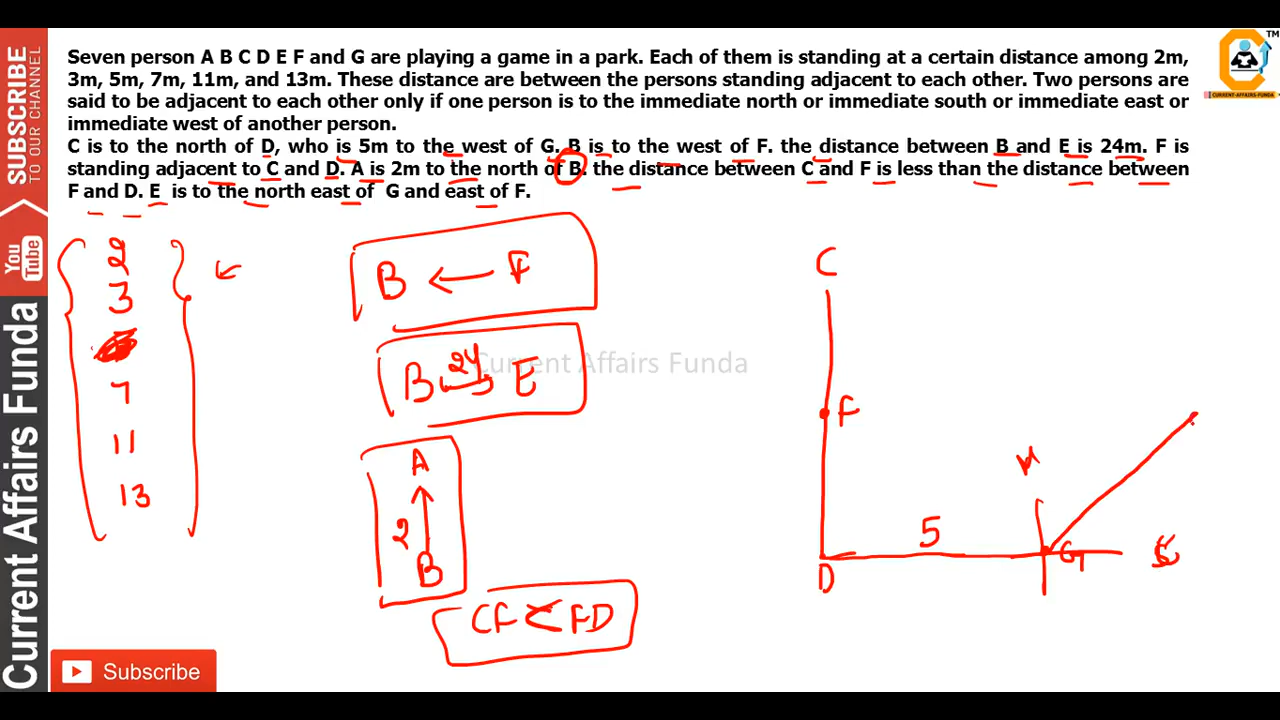 Seven person A B C D E F and G are playing a game in a park. Each of them is standing at a certain distance among 2m,
3m, 5m, 7m, 11m, and 13m. These distance are between the persons standing adjacent to each other. Two persons are
said to be adjacent to each other only if one person is to the immediate north or immediate south or immediate east or
immediate west of another person.
C is to the north of D, who is 5m to the west of G. B is to the west of F. the distance between B and E is 24m. F is
standing adjacent to C and D. A is 2m to the north of B. the distance between C and F is less than the distance between
F and D. E is to the north east of G and east of F.
SUBSCRIBE
TO OUR CHANNEL
You Tube
Current Affairs Funda
TM
CURRENT-AFFAIRS-FUNDA
2
3
7
11
13
B ← F
B 24 E
A
2
B
CF < FD
Current Affairs Funda
C
F
N
5
D
G
Subscribe